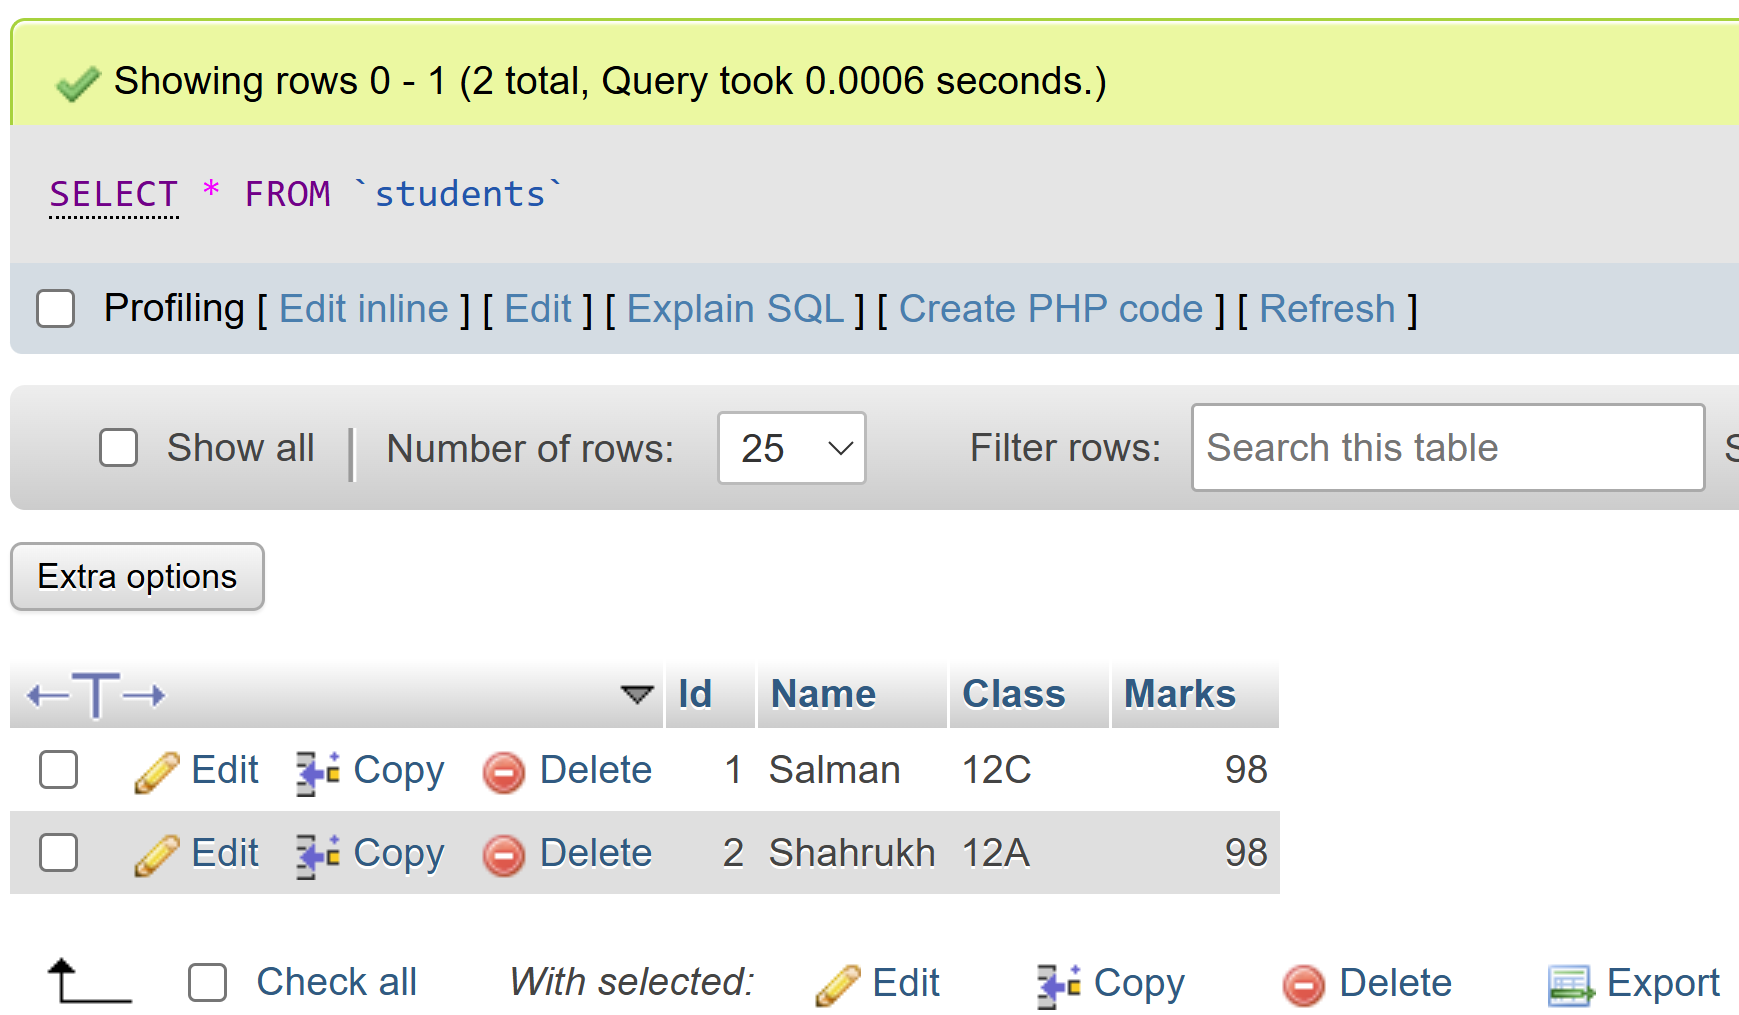 Showing rows 0 - 1 (2 total, Query took 0.0006 seconds.)
SELECT * FROM `students`
Profiling [ Edit inline ] [ Edit ] [ Explain SQL ] [ Create PHP code ] [ Refresh ]
Show all | Number of rows: 25 Filter rows: Search this table
Extra options
←T→ Id Name Class Marks
Edit Copy Delete 1 Salman 12C 98
Edit Copy Delete 2 Shahrukh 12A 98
Check all With selected: Edit Copy Delete Export